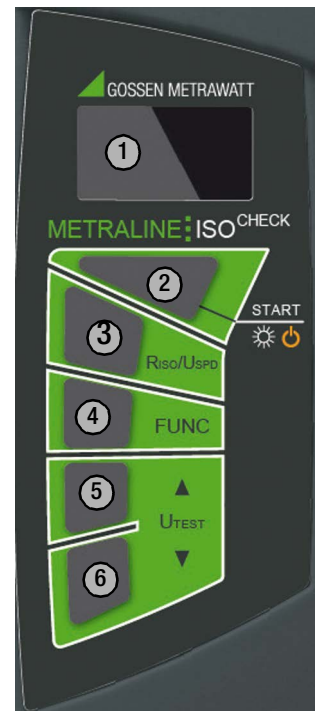 GOSSEN METRAWATT
1
METRALINE ISO CHECK
2
START
3
RISO/USPD
4
FUNC
5
UTEST
6